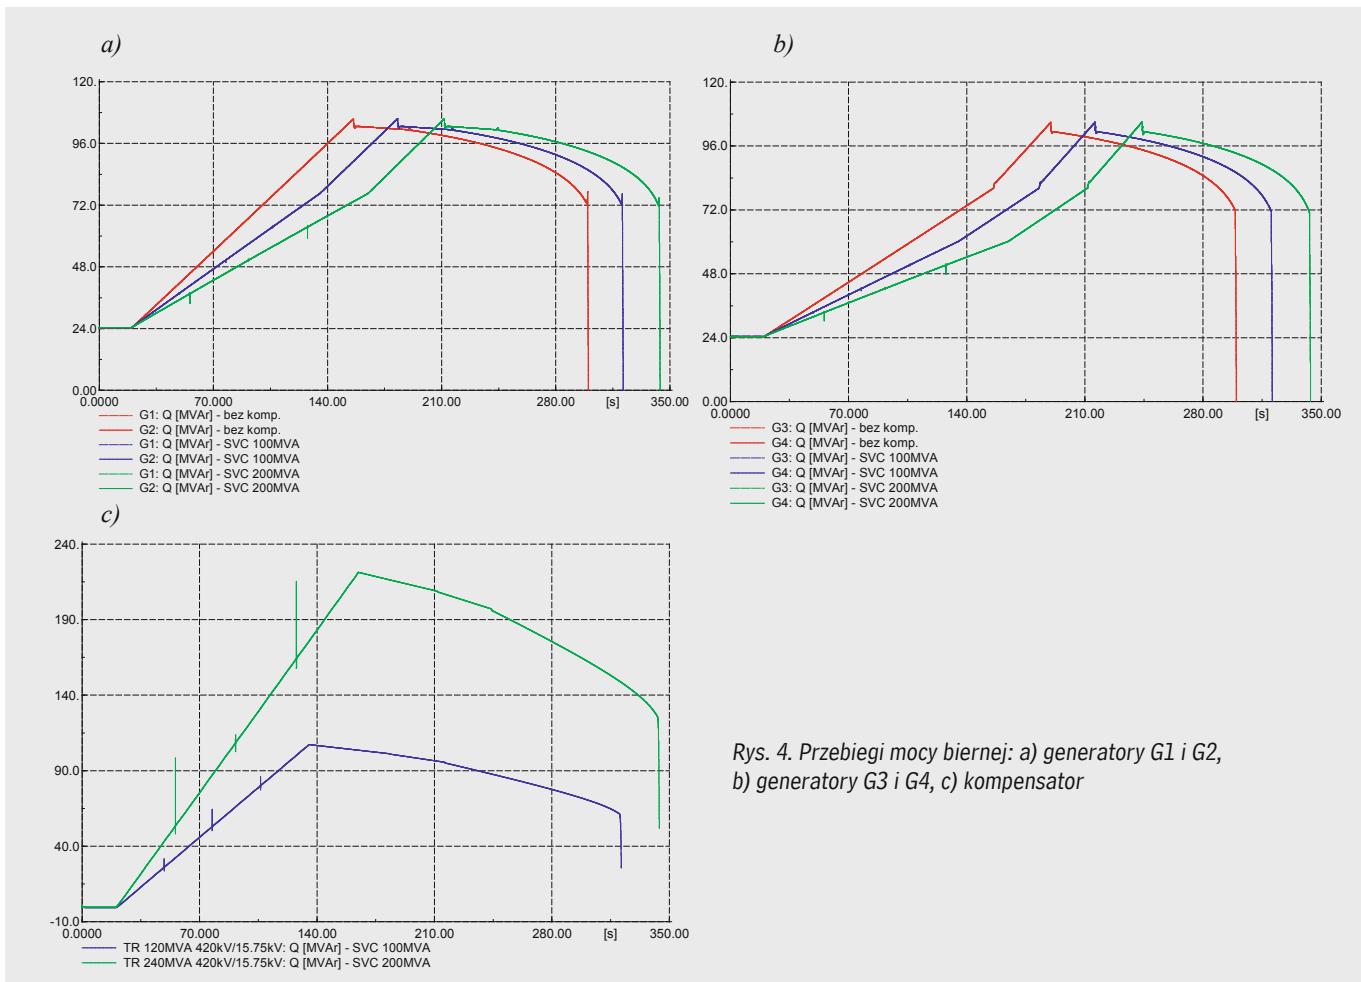 a)
120.
96.0
72.0
48.0
24.0
0.00
0.0000 70.000 140.00 210.00 280.00 [s] 350.00
G1: Q [MVAr] - bez komp.
G2: Q [MVAr] - bez komp.
G1: Q [MVAr] - SVC 100MVA
G2: Q [MVAr] - SVC 100MVA
G1: Q [MVAr] - SVC 200MVA
G2: Q [MVAr] - SVC 200MVA
b)
120.
96.0
72.0
48.0
24.0
0.00
0.0000 70.000 140.00 210.00 280.00 [s] 350.00
G3: Q [MVAr] - bez komp.
G4: Q [MVAr] - bez komp.
G3: Q [MVAr] - SVC 100MVA
G4: Q [MVAr] - SVC 100MVA
G3: Q [MVAr] - SVC 200MVA
G4: Q [MVAr] - SVC 200MVA
c)
240.
190.
140.
90.0
40.0
-10.0
0.0000 70.000 140.00 210.00 280.00 [s] 350.00
TR 120MVA 420kV/15.75kV: Q [MVAr] - SVC 100MVA
TR 240MVA 420kV/15.75kV: Q [MVAr] - SVC 200MVA
Rys. 4. Przebiegi mocy biernej: a) generatory G1 i G2,
b) generatory G3 i G4, c) kompensator